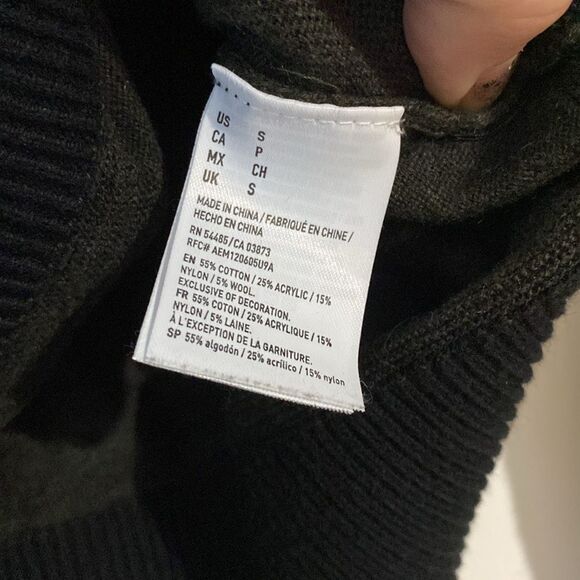 US S
CA P
MX CH
UK S
MADE IN CHINA / FABRIQUÉ EN CHINE /
HECHO EN CHINA
RN 54485/CA 03873
RFC# AEM120605U9A
EN 55% COTTON / 25% ACRYLIC / 15%
NYLON / 5% WOOL.
EXCLUSIVE OF DECORATION.
FR 55% COTON / 25% ACRYLIQUE / 15%
NYLON / 5% LAINE.
À L'EXCEPTION DE LA GARNITURE.
SP 55% algodón / 25% acrílico / 15% nylon